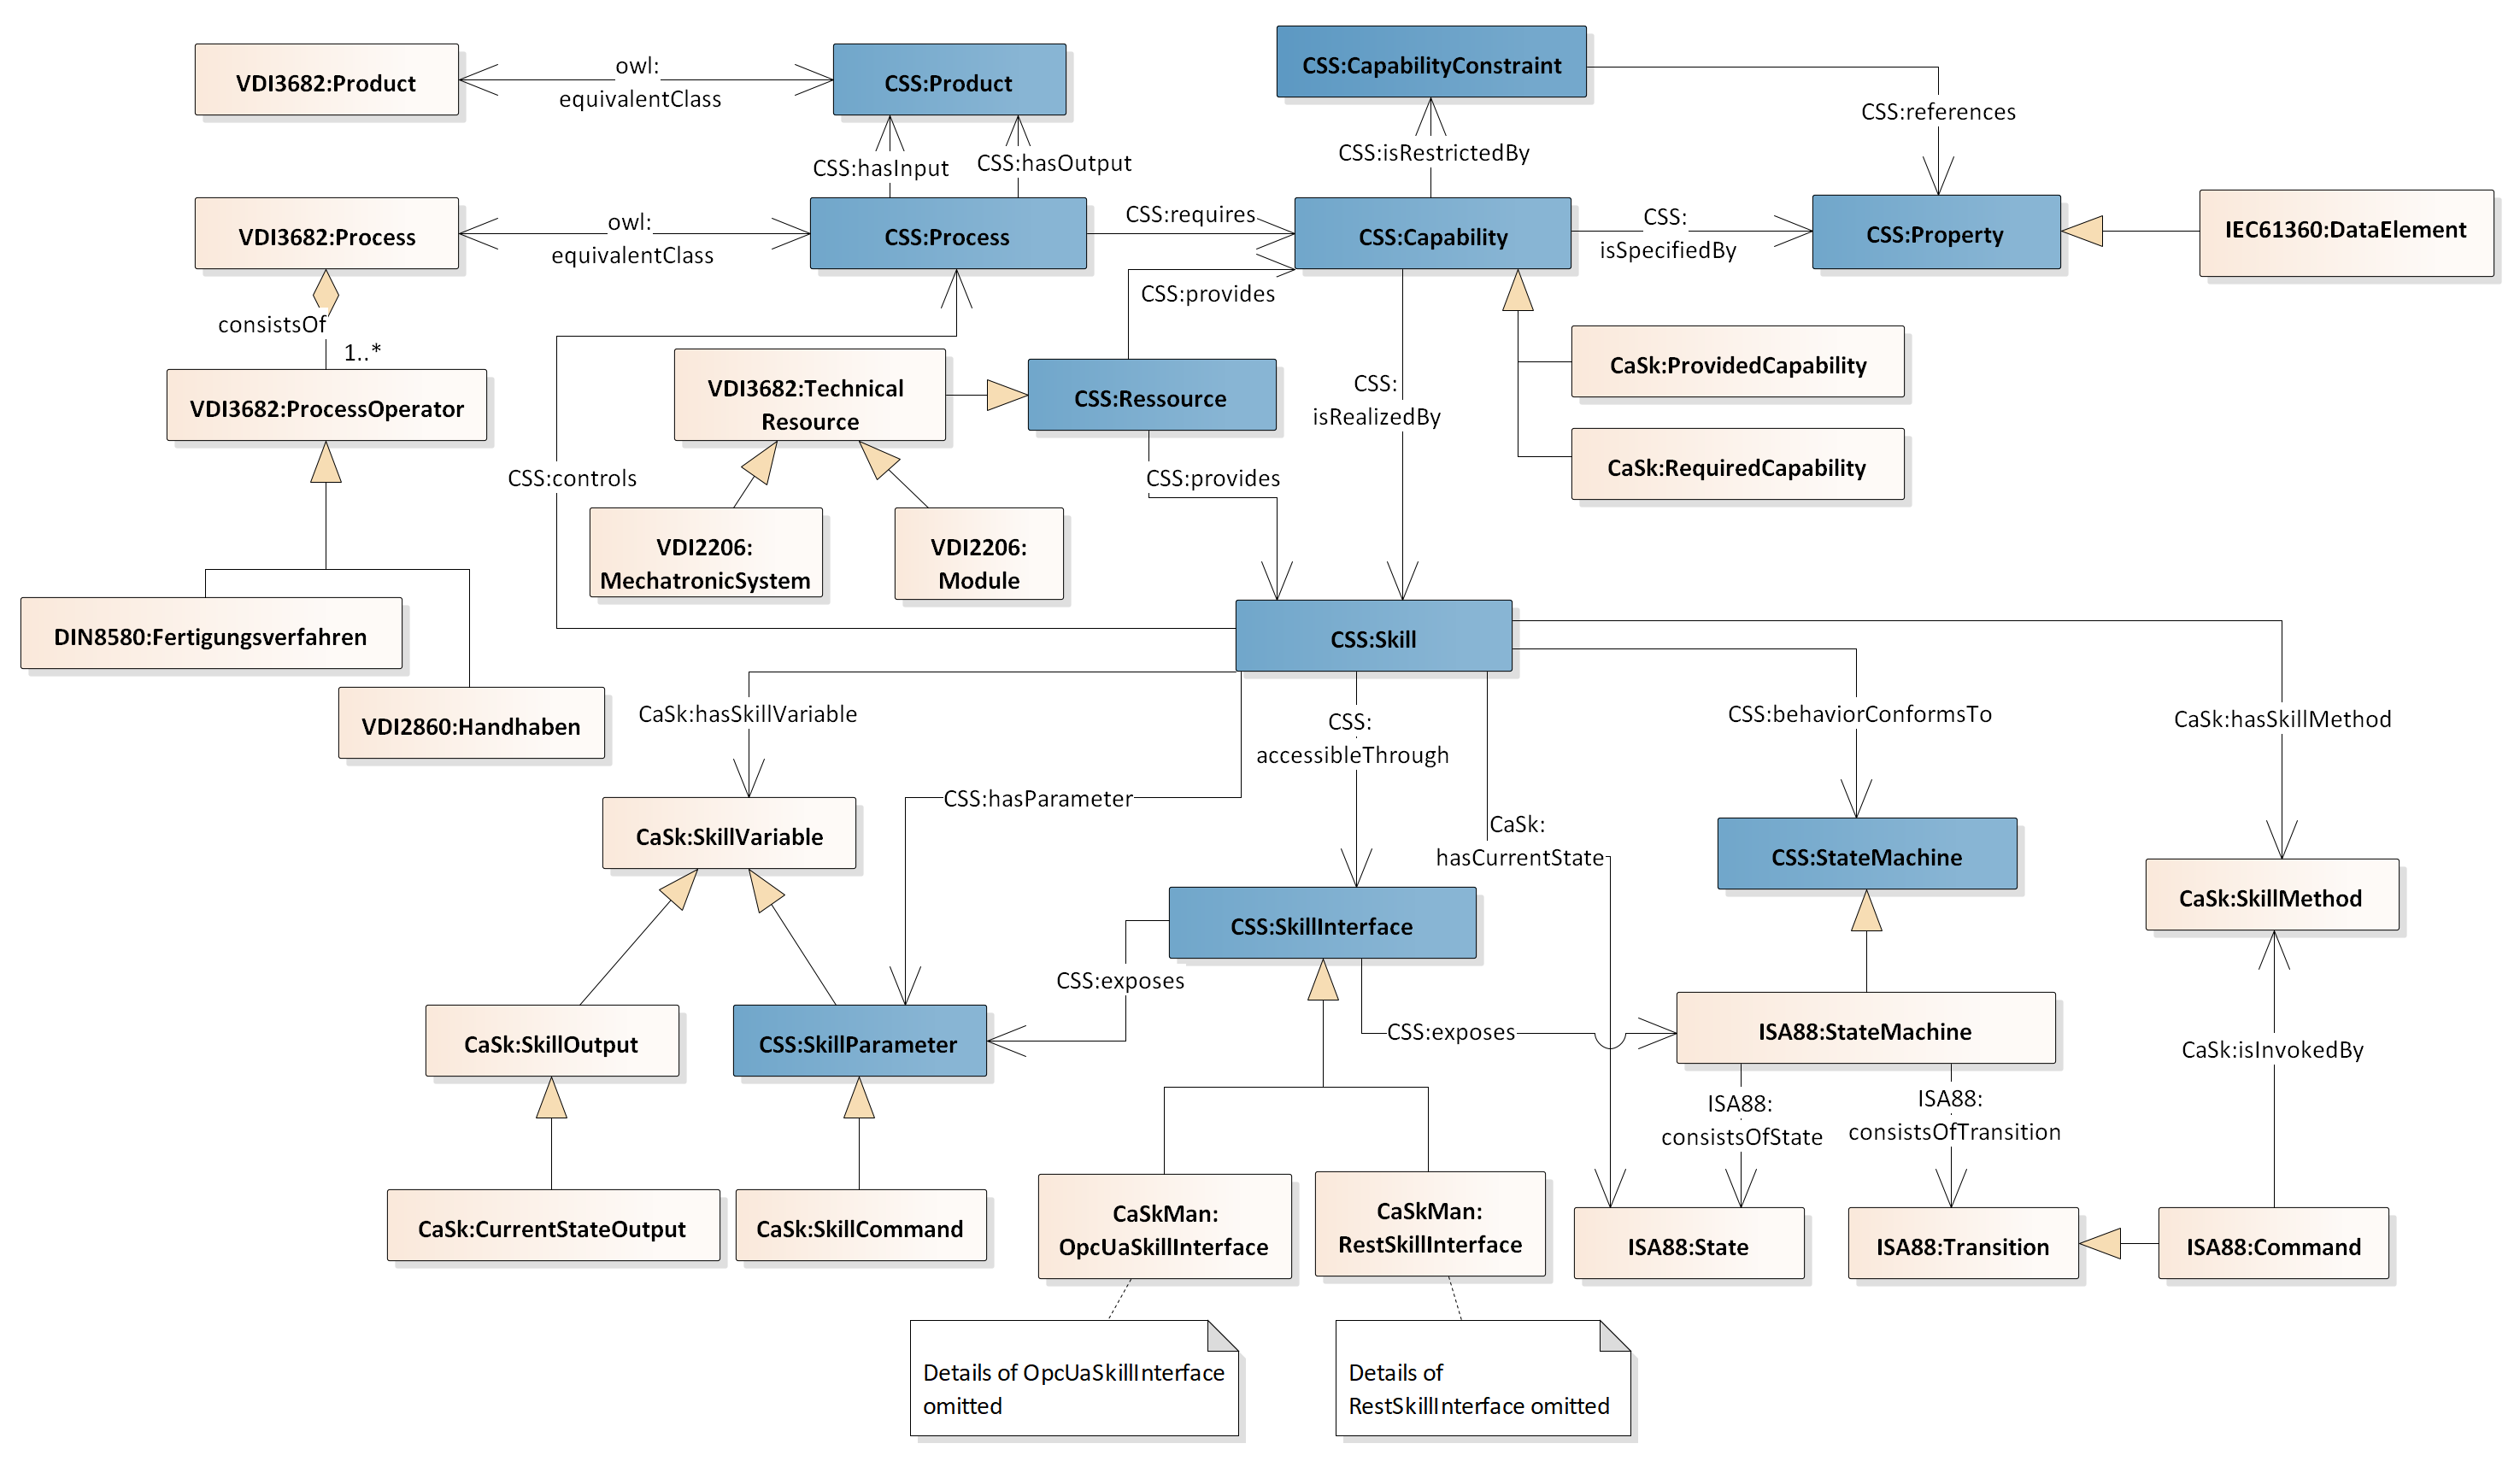 VDI3682:Product
owl:
equivalentClass
CSS:Product
CSS:CapabilityConstraint
CSS:references
CSS:hasInput
CSS:hasOutput
CSS:isRestrictedBy
VDI3682:Process
owl:
equivalentClass
CSS:Process
CSS:requires
CSS:Capability
CSS:
isSpecifiedBy
CSS:Property
IEC61360:DataElement
CSS:provides
consistsOf
1..*
VDI3682:ProcessOperator
VDI3682:Technical
Resource
CSS:Ressource
CSS:
isRealizedBy
CaSk:ProvidedCapability
CaSk:RequiredCapability
CSS:controls
CSS:provides
VDI2206:
MechatronicSystem
VDI2206:
Module
DIN8580:Fertigungsverfahren
VDI2860:Handhaben
CSS:Skill
CaSk:hasSkillVariable
CSS:
accessibleThrough
CSS:behaviorConformsTo
CaSk:hasSkillMethod
CSS:hasParameter
CaSk:
hasCurrentState
CaSk:SkillVariable
CSS:StateMachine
CaSk:SkillMethod
CSS:SkillInterface
CSS:exposes
CaSk:SkillOutput
CSS:SkillParameter
CSS:exposes
ISA88:StateMachine
CaSk:isInvokedBy
ISA88:
consistsOfState
ISA88:
consistsOfTransition
CaSk:CurrentStateOutput
CaSk:SkillCommand
CaSkMan:
OpcUaSkillInterface
CaSkMan:
RestSkillInterface
ISA88:State
ISA88:Transition
ISA88:Command
Details of OpcUaSkillInterface
omitted
Details of
RestSkillInterface omitted